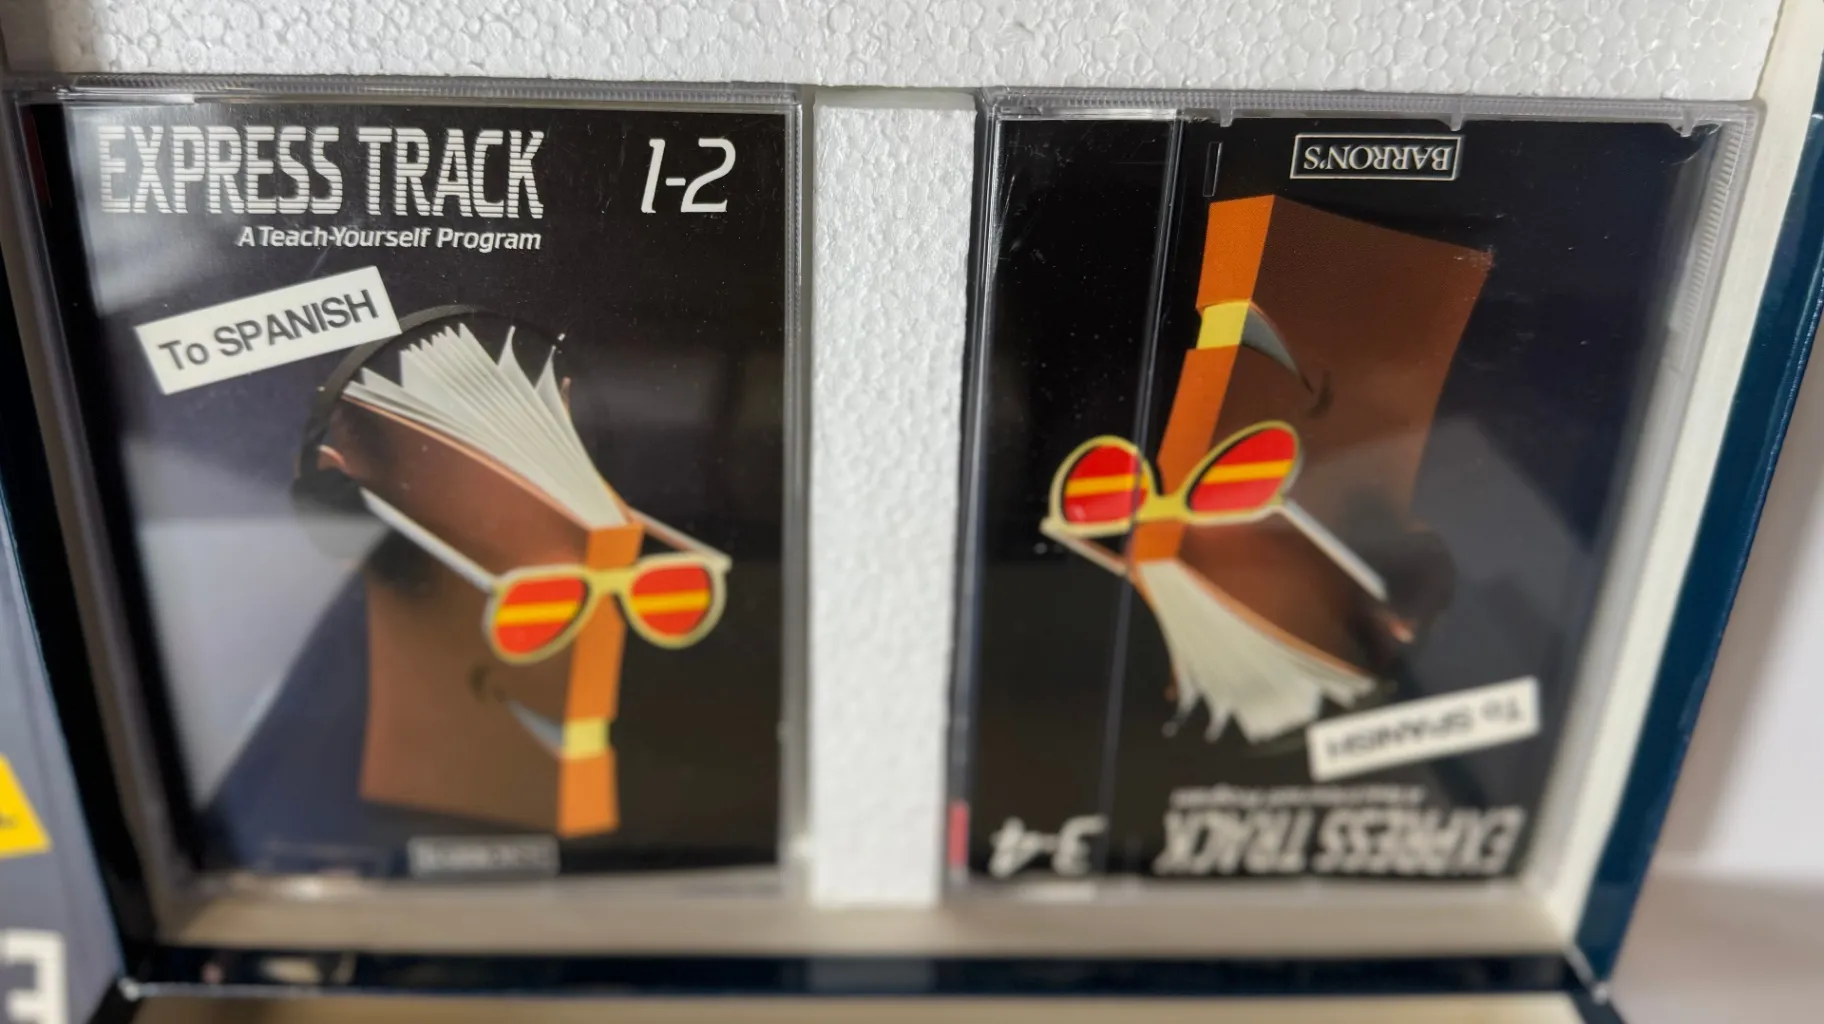 EXPRESS TRACK
1-2
A Teach-Yourself Program
To SPANISH
BARRON'S
To SPANISH
EXPRESS TRACK
3-4